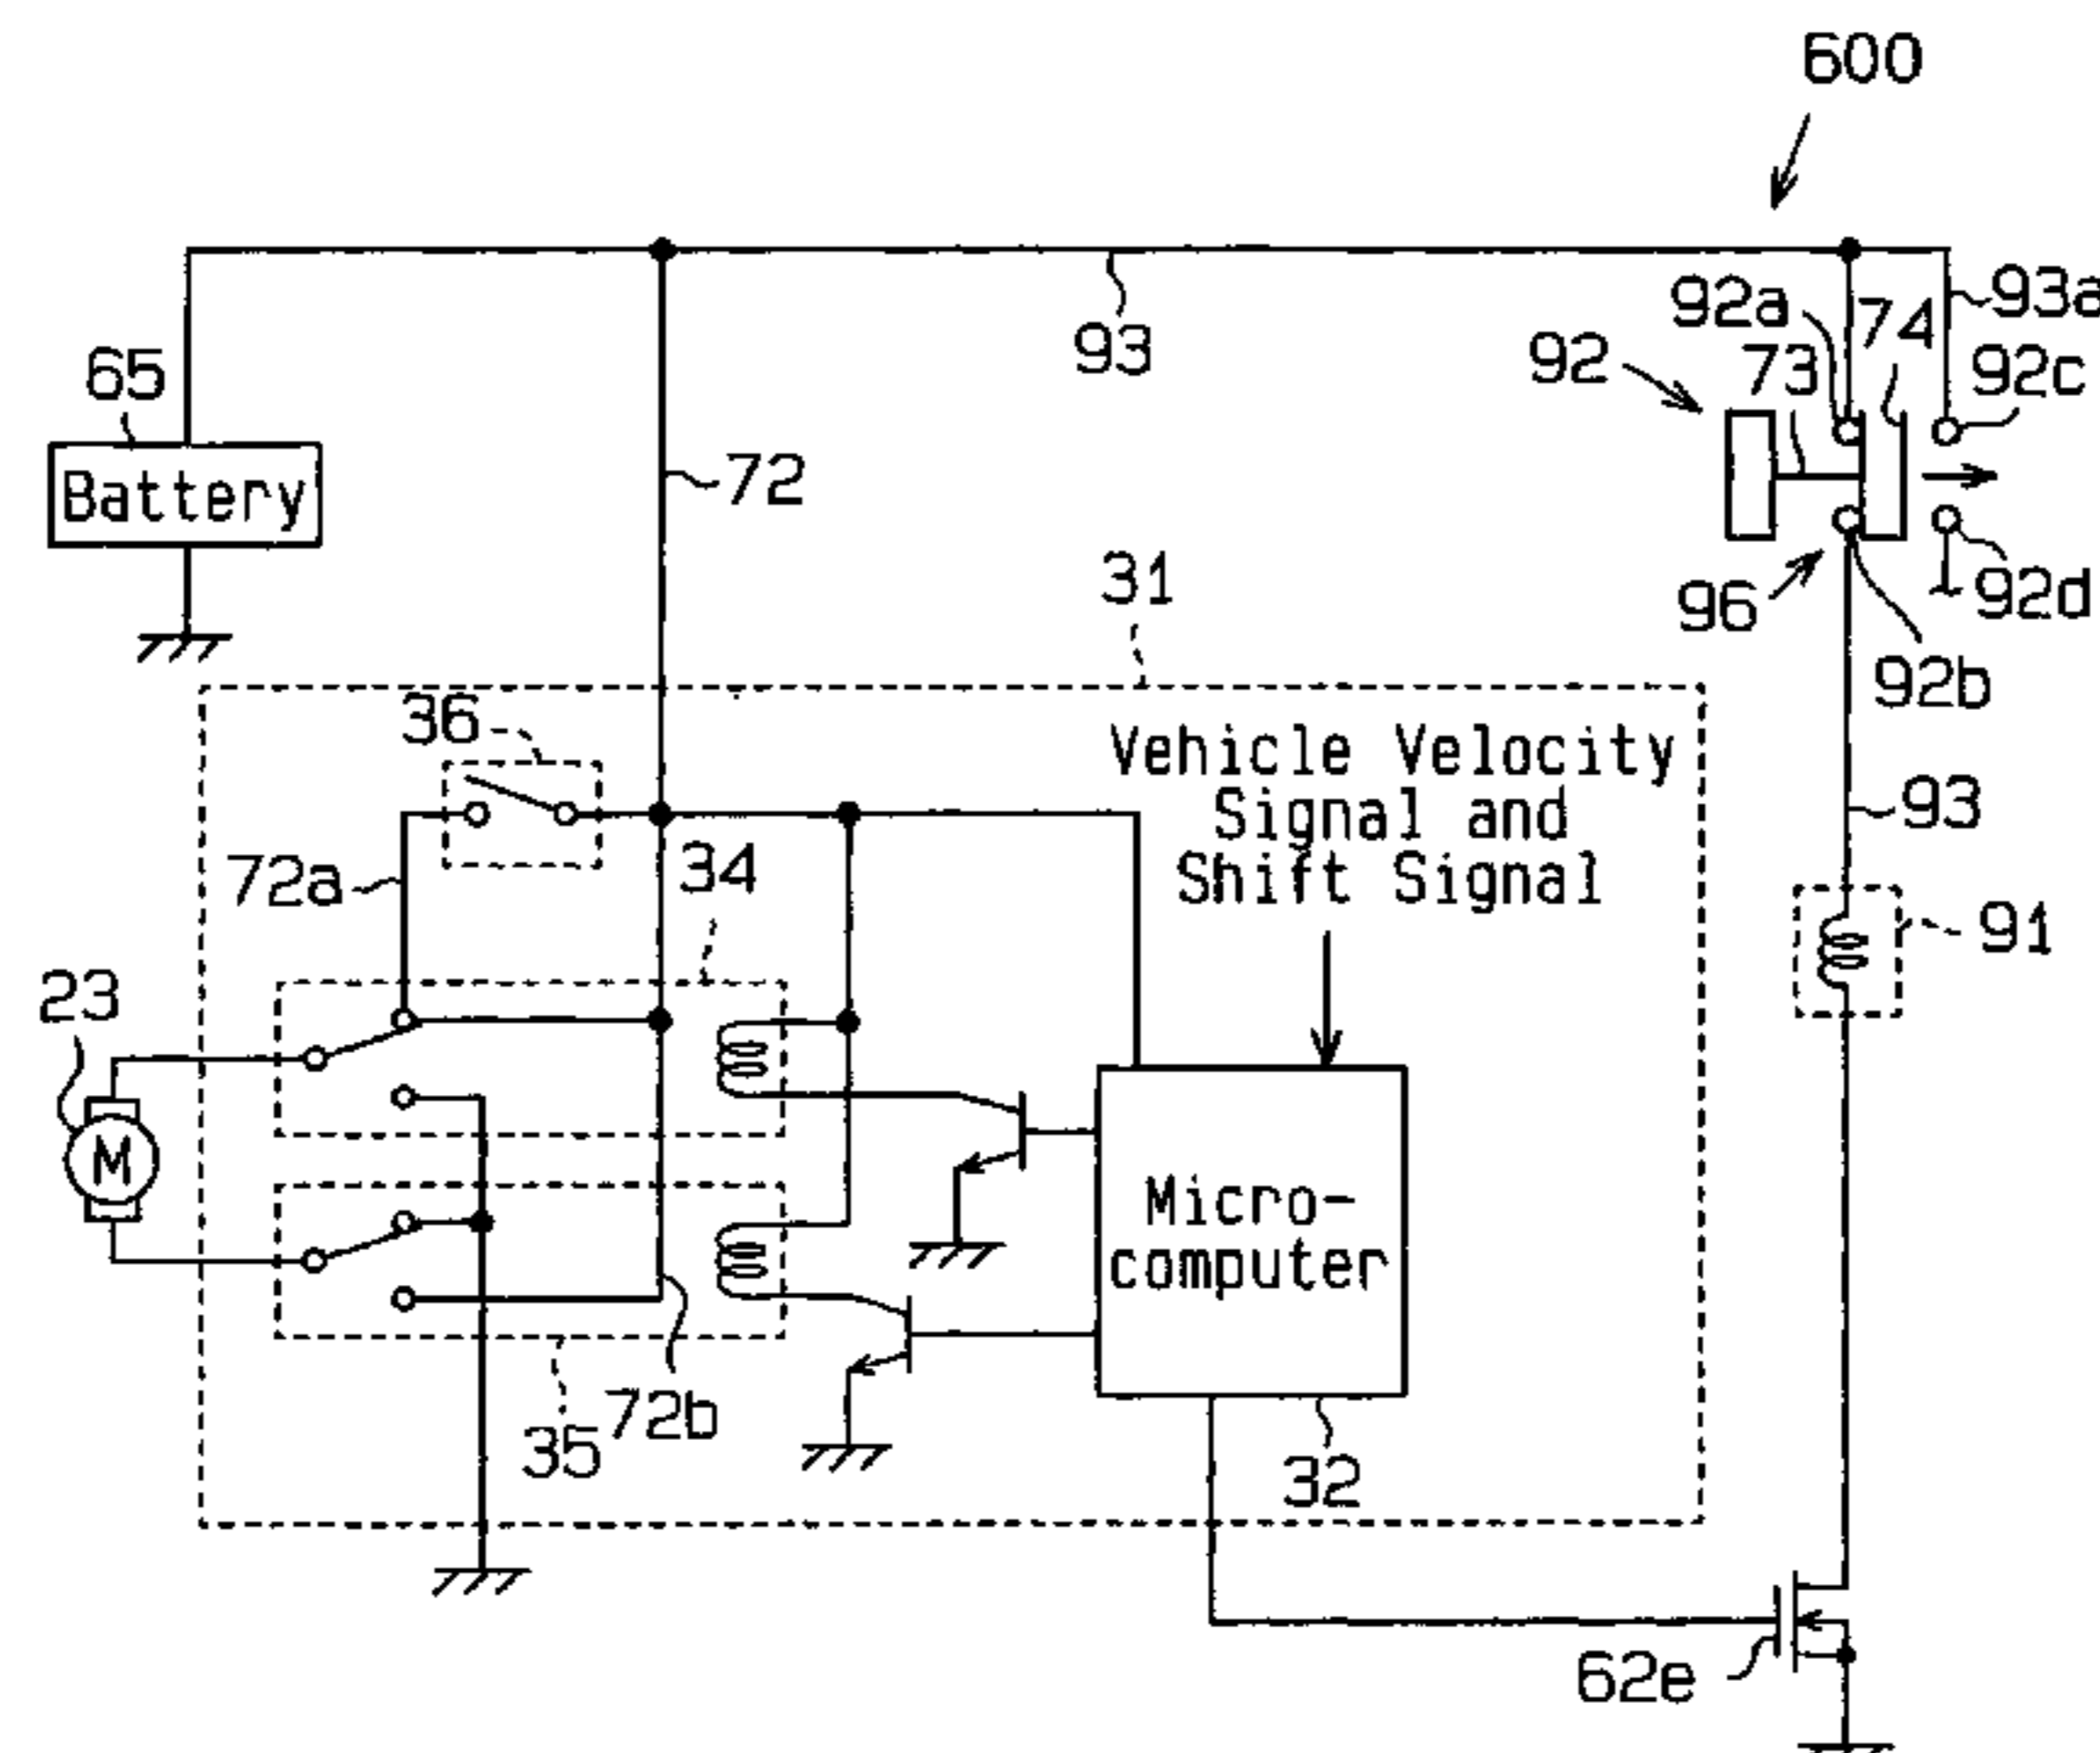 600
93a
92a
74
93
92
73
92c
65
Battery
72
31
96
92d
92b
36
Vehicle Velocity
Signal and
Shift Signal
93
34
72a
91
23
M
Micro-
computer
72b
35
32
62e